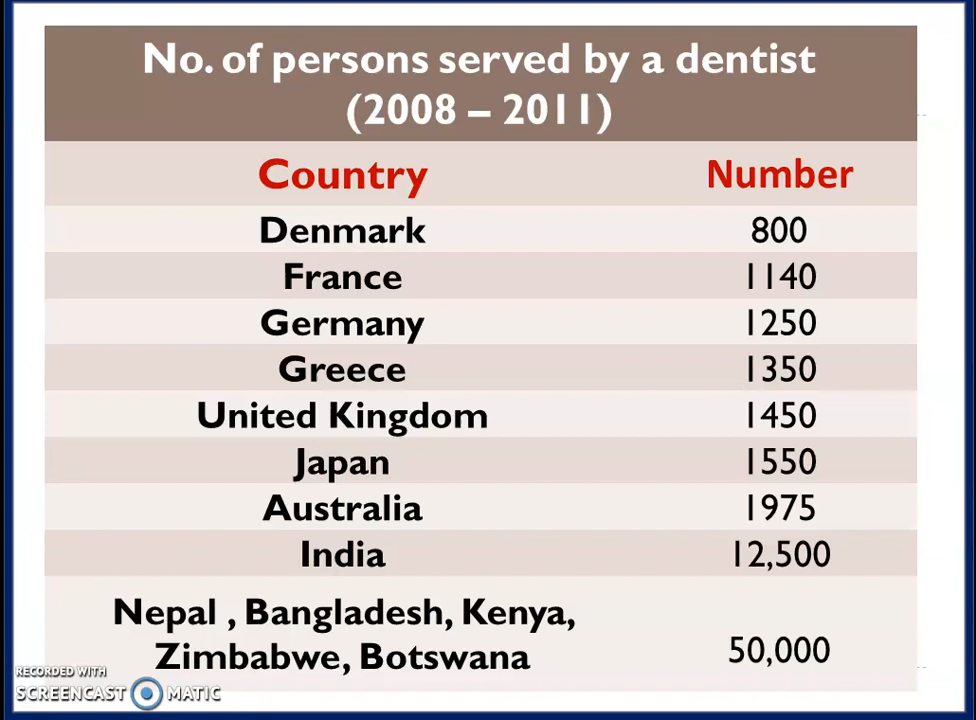 No. of persons served by a dentist
(2008 – 2011)
Country Number
Denmark 800
France 1140
Germany 1250
Greece 1350
United Kingdom 1450
Japan 1550
Australia 1975
India 12,500
Nepal , Bangladesh, Kenya,
Zimbabwe, Botswana 50,000
RECORDED WITH
SCREENCAST MATIC